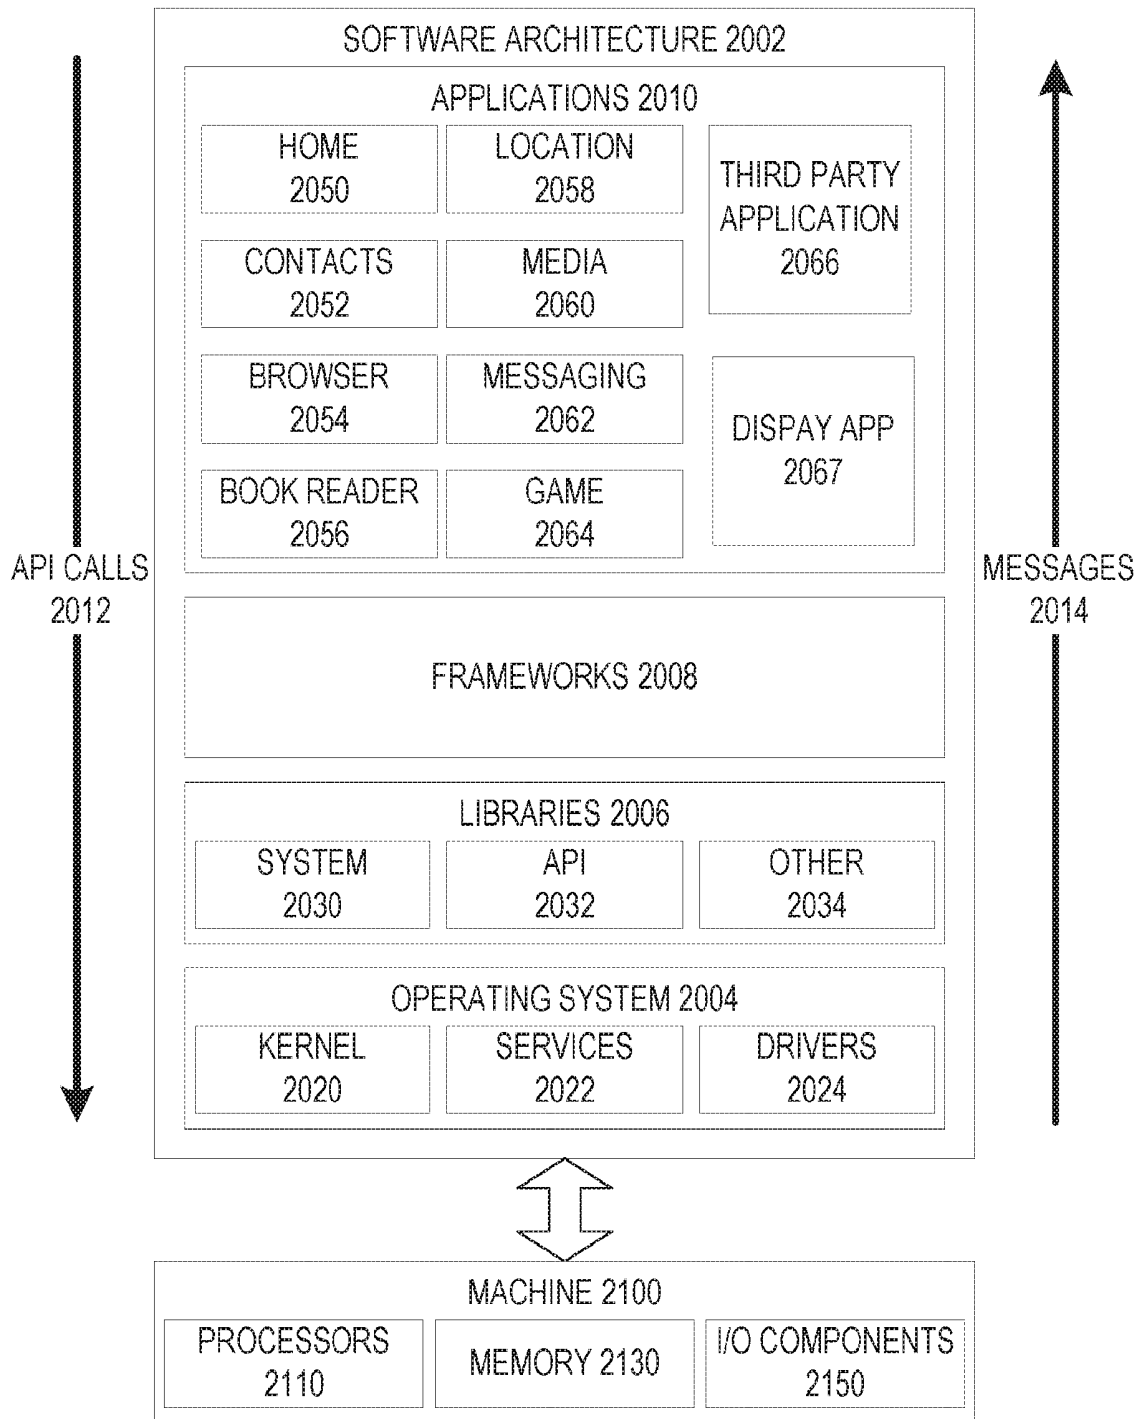 SOFTWARE ARCHITECTURE 2002
APPLICATIONS 2010
HOME
2050
LOCATION
2058
THIRD PARTY
APPLICATION
2066
CONTACTS
2052
MEDIA
2060
BROWSER
2054
MESSAGING
2062
DISPAY APP
2067
BOOK READER
2056
GAME
2064
API CALLS
2012
MESSAGES
2014
FRAMEWORKS 2008
LIBRARIES 2006
SYSTEM
2030
API
2032
OTHER
2034
OPERATING SYSTEM 2004
KERNEL
2020
SERVICES
2022
DRIVERS
2024
MACHINE 2100
PROCESSORS
2110
MEMORY 2130
I/O COMPONENTS
2150